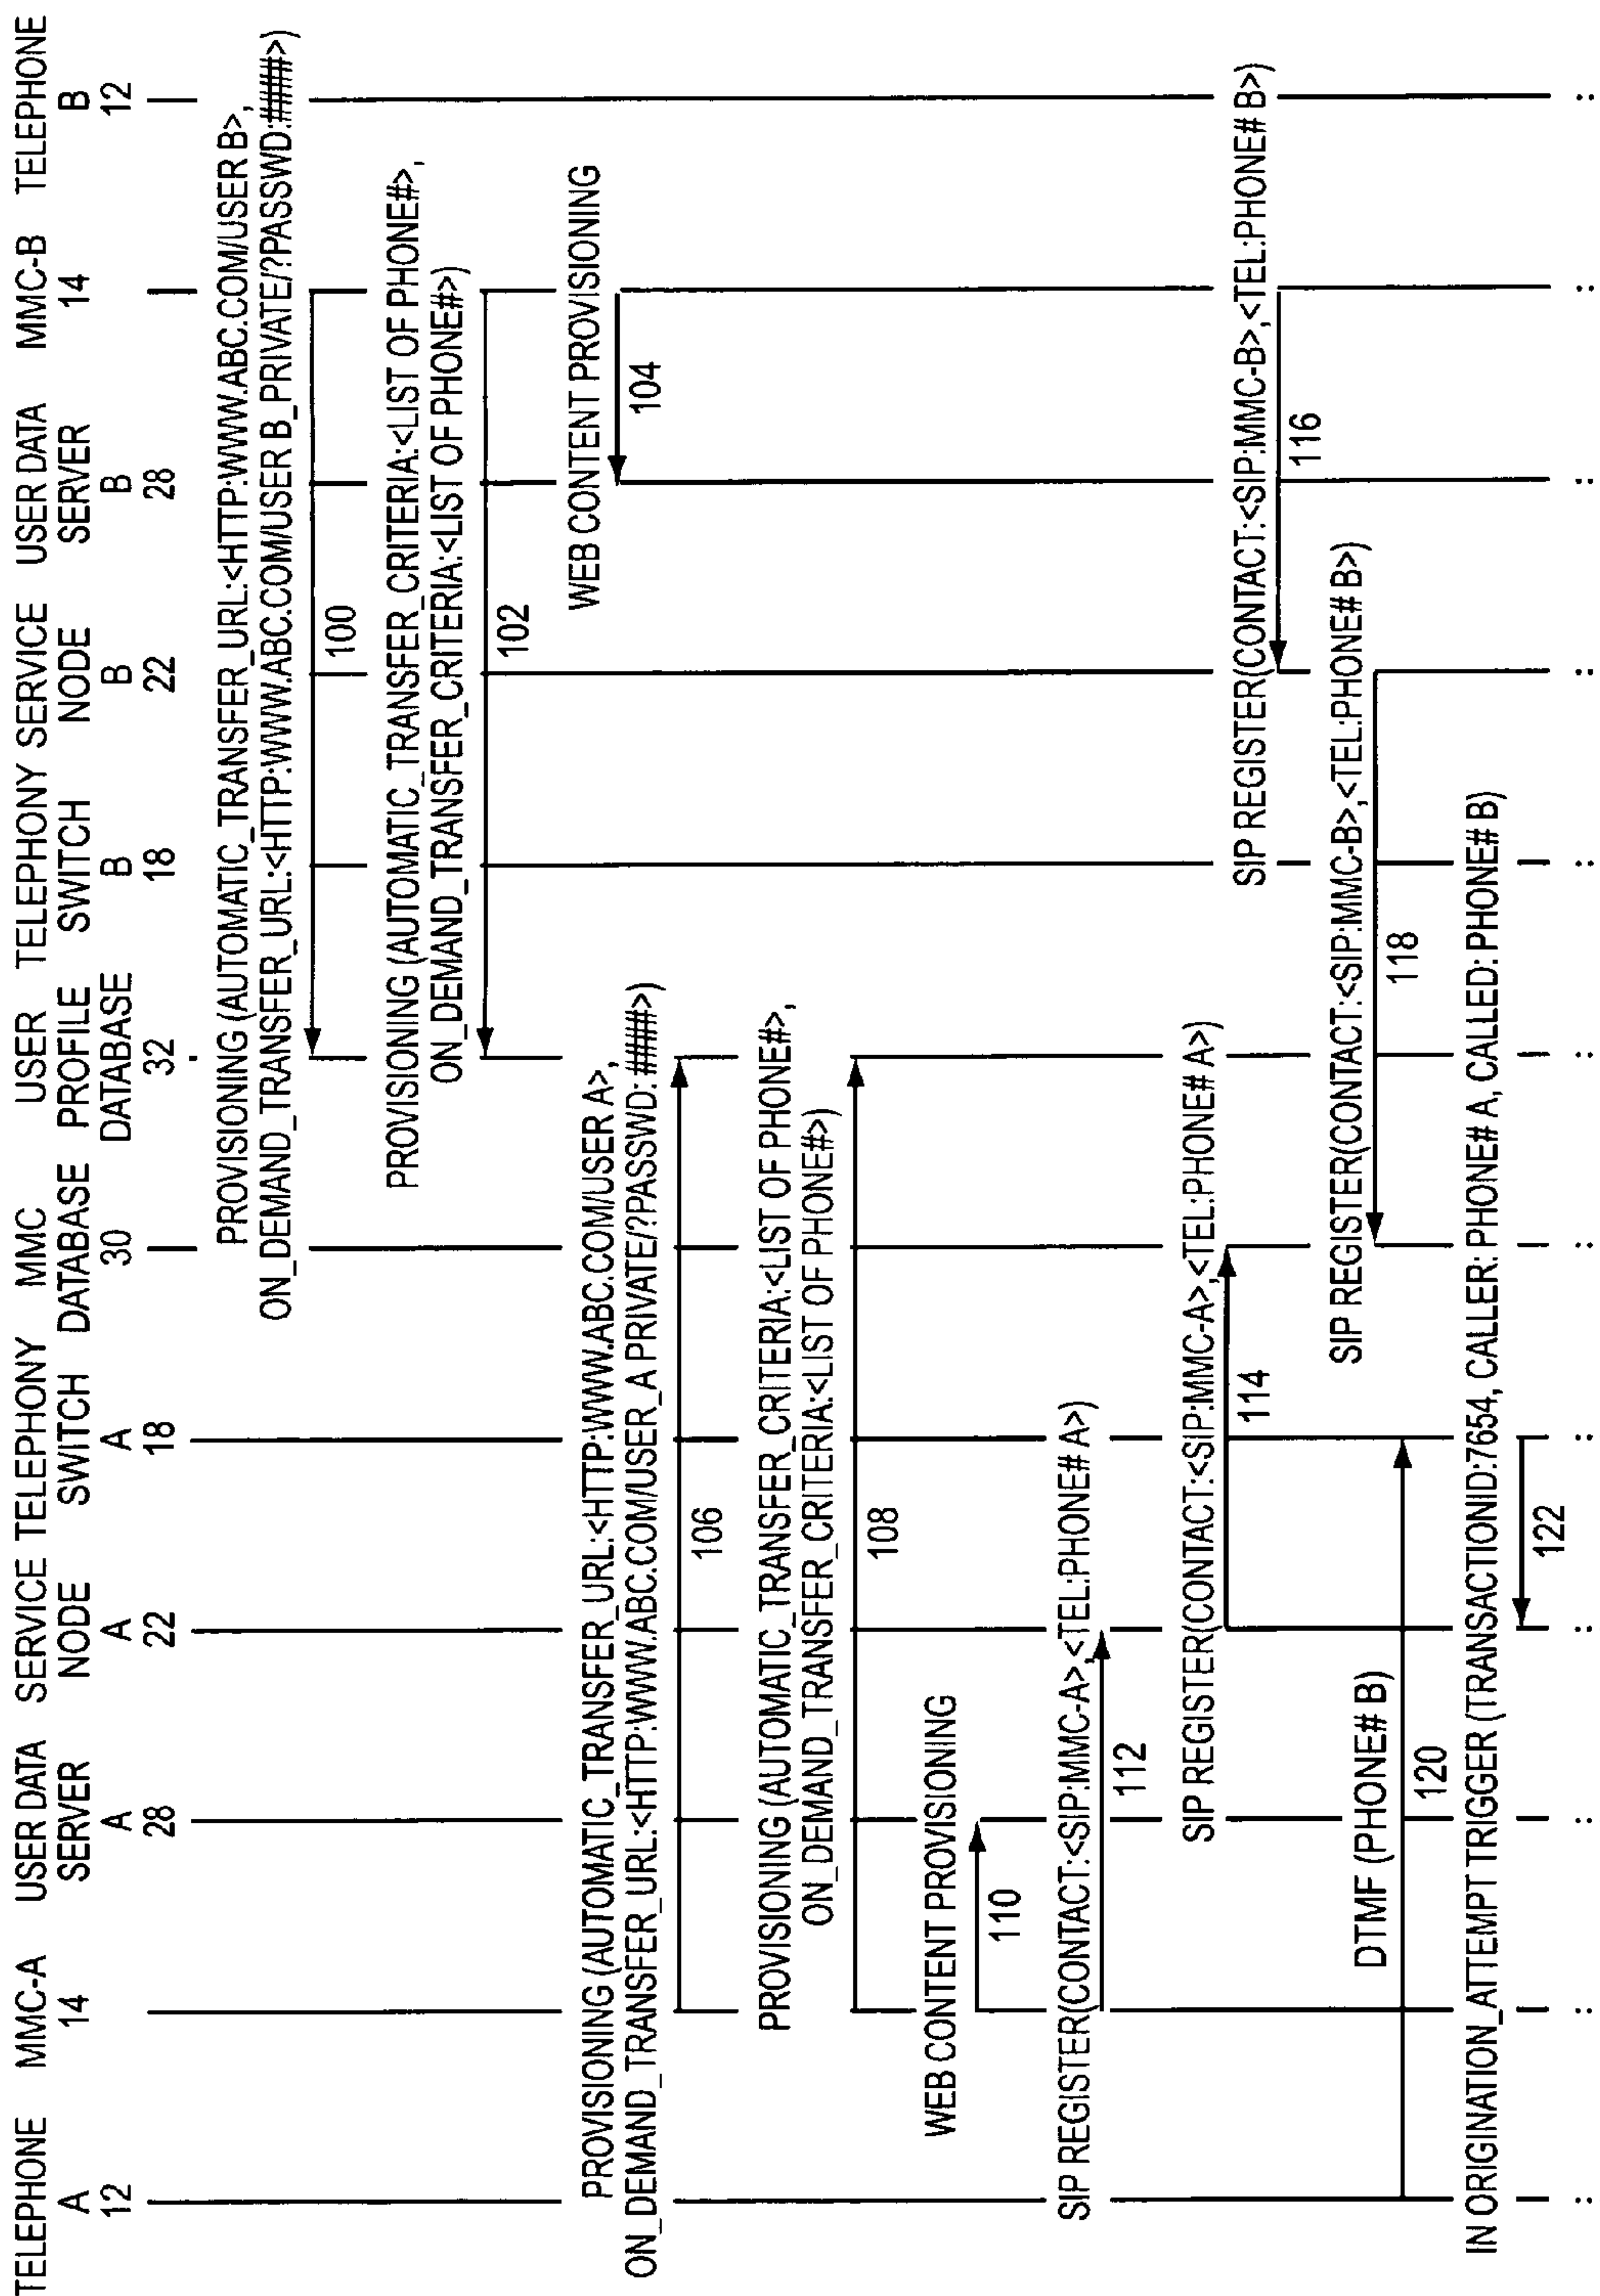 TELEPHONE MMC-A USER DATA SERVICE TELEPHONY MMC USER TELEPHONY SERVICE USER DATA MMC-B TELEPHONE
A 14 SERVER NODE SWITCH DATABASE PROFILE SWITCH NODE SERVER 14 B
12 A A A 30 DATABASE B B B 12
28 22 18 32 18 22 28
PROVISIONING (AUTOMATIC_TRANSFER_URL:<HTTP:WWW.ABC.COM/USER B>,
ON_DEMAND_TRANSFER_URL:<HTTP:WWW.ABC.COM/USER B_PRIVATE/?PASSWD:####>)
100
PROVISIONING (AUTOMATIC_TRANSFER_CRITERIA:<LIST OF PHONE#>,
ON_DEMAND_TRANSFER_CRITERIA:<LIST OF PHONE#>)
102
WEB CONTENT PROVISIONING
104
PROVISIONING (AUTOMATIC_TRANSFER_URL:<HTTP:WWW.ABC.COM/USER A>,
ON_DEMAND_TRANSFER_URL:<HTTP:WWW.ABC.COM/USER_A PRIVATE/?PASSWD: ####>)
106
PROVISIONING (AUTOMATIC_TRANSFER_CRITERIA:<LIST OF PHONE#>,
ON_DEMAND_TRANSFER_CRITERIA:<LIST OF PHONE#>)
108
WEB CONTENT PROVISIONING
110
SIP REGISTER(CONTACT:<SIP:MMC-A>,<TEL:PHONE# A>)
112
SIP REGISTER(CONTACT:<SIP:MMC-A>,<TEL:PHONE# A>)
114
SIP REGISTER(CONTACT:<SIP:MMC-B>,<TEL:PHONE# B>)
116
SIP REGISTER(CONTACT:<SIP:MMC-B>,<TEL:PHONE# B>)
118
DTMF (PHONE# B)
120
IN ORIGINATION_ATTEMPT TRIGGER (TRANSACTIONID:7654, CALLER: PHONE# A, CALLED: PHONE# B)
122